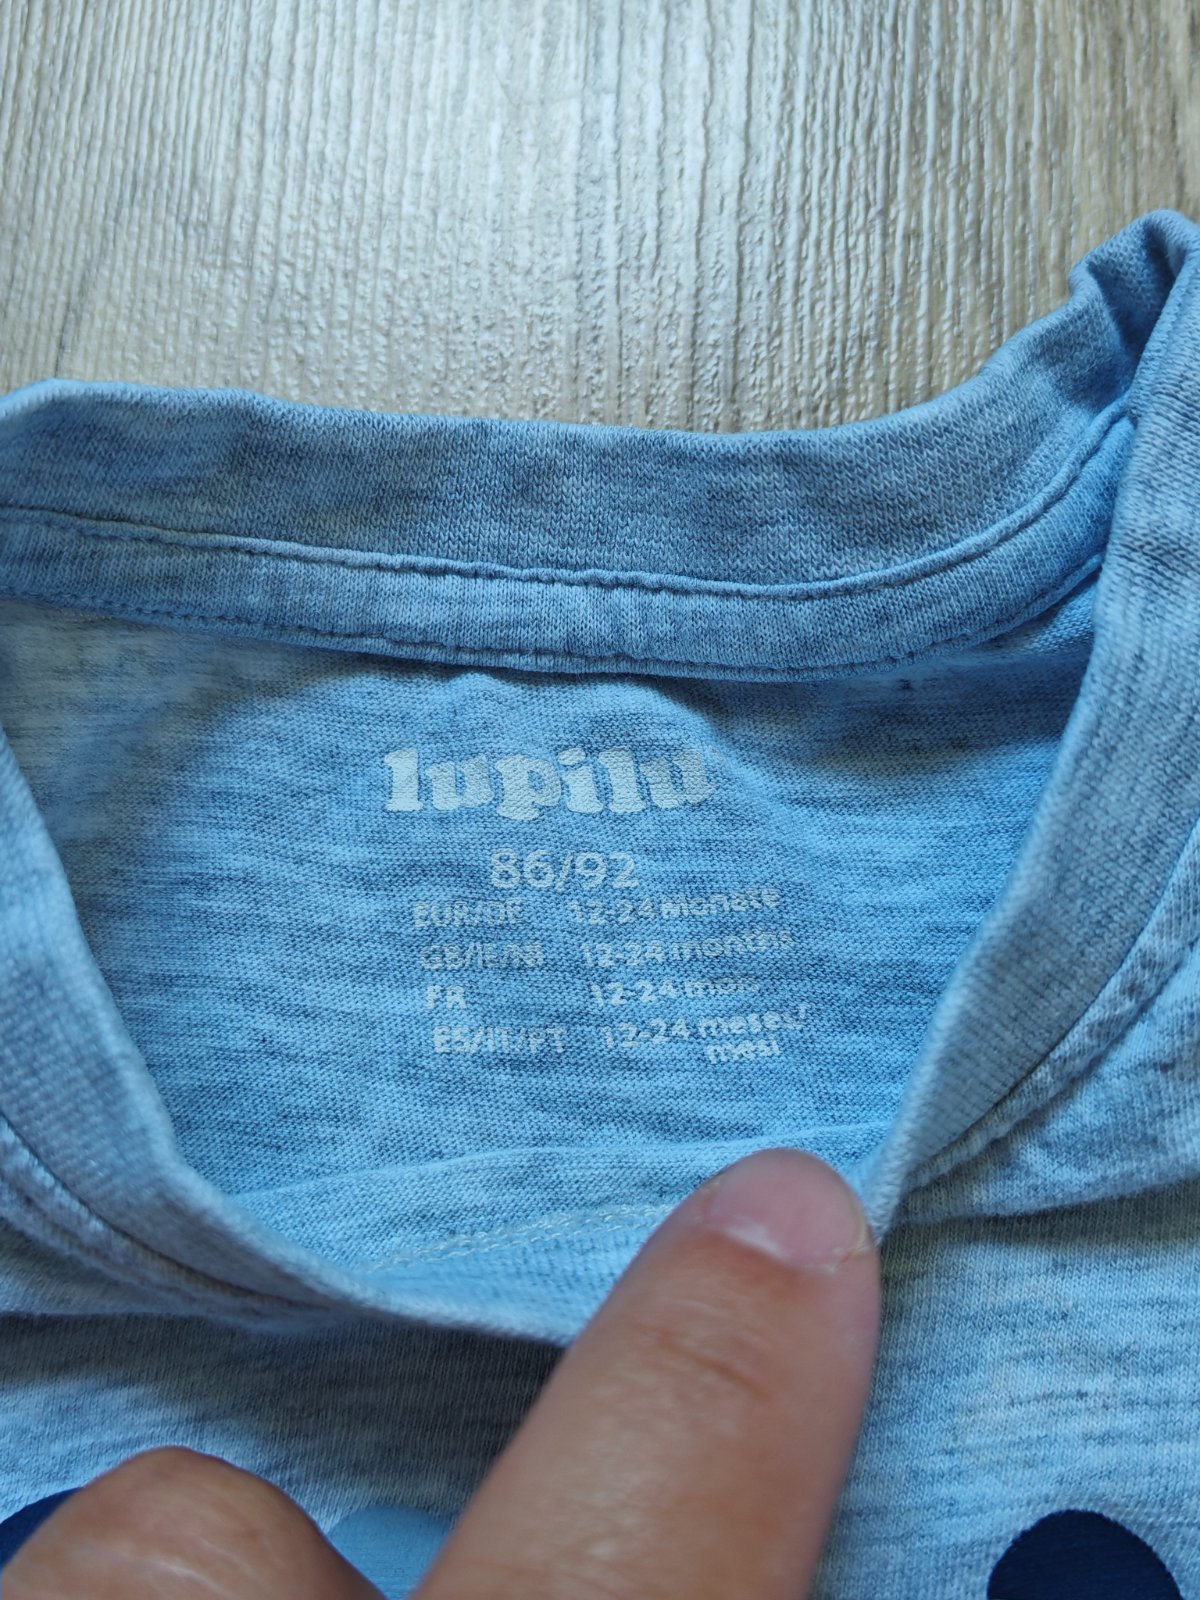 lupilu
86/92
EUR/DE 12-24 Monate
GB/IE/NI 12-24 months
FR 12-24 mois
ES/IT/PT 12-24 meses/
mesi